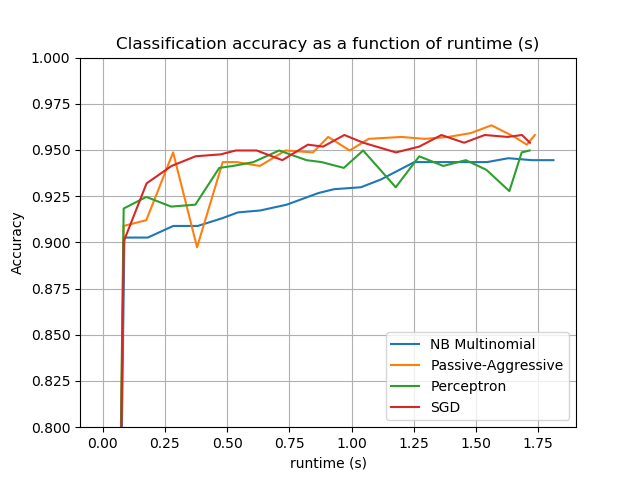 Classification accuracy as a function of runtime (s)
1.000
0.975
0.950
0.925
0.900
0.875
0.850
0.825
0.800
Accuracy
NB Multinomial
Passive-Aggressive
Perceptron
SGD
0.00 0.25 0.50 0.75 1.00 1.25 1.50 1.75
runtime (s)